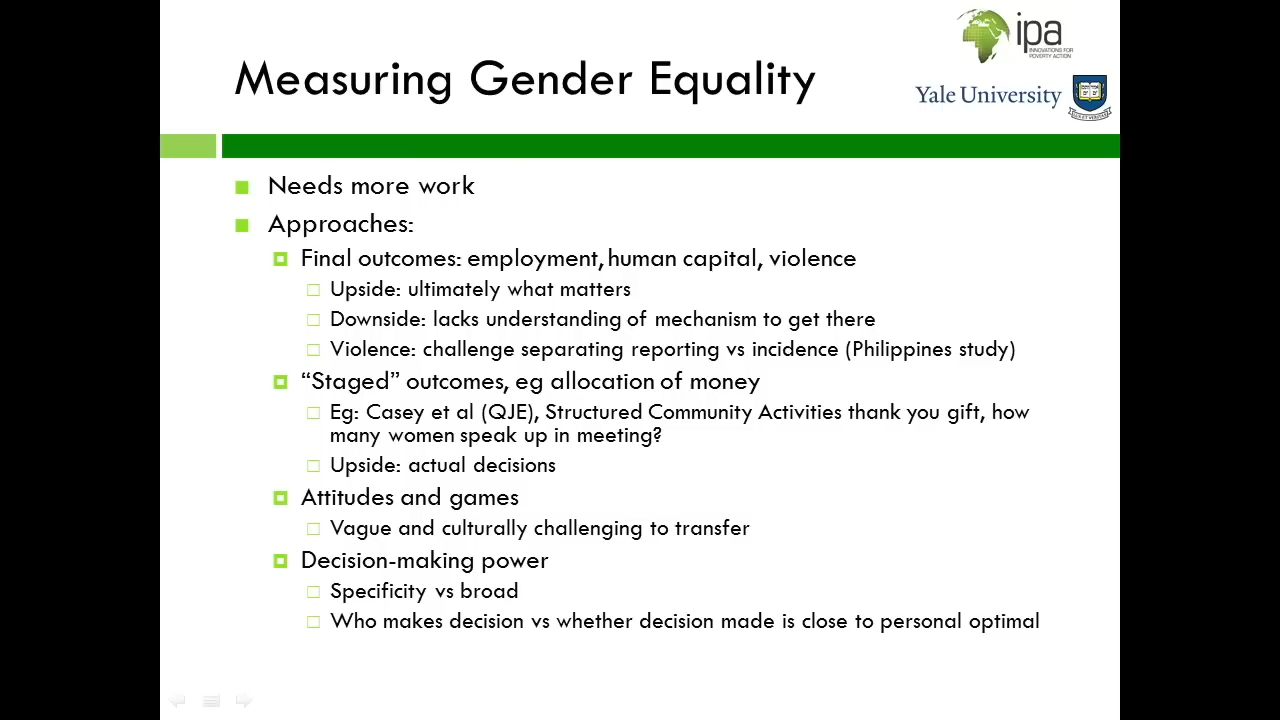 Measuring Gender Equality
ipa
INNOVATIONS FOR
POVERTY ACTION
Yale University
Needs more work
Approaches:
Final outcomes: employment, human capital, violence
Upside: ultimately what matters
Downside: lacks understanding of mechanism to get there
Violence: challenge separating reporting vs incidence (Philippines study)
“Staged” outcomes, eg allocation of money
Eg: Casey et al (QJE), Structured Community Activities thank you gift, how
many women speak up in meeting?
Upside: actual decisions
Attitudes and games
Vague and culturally challenging to transfer
Decision-making power
Specificity vs broad
Who makes decision vs whether decision made is close to personal optimal